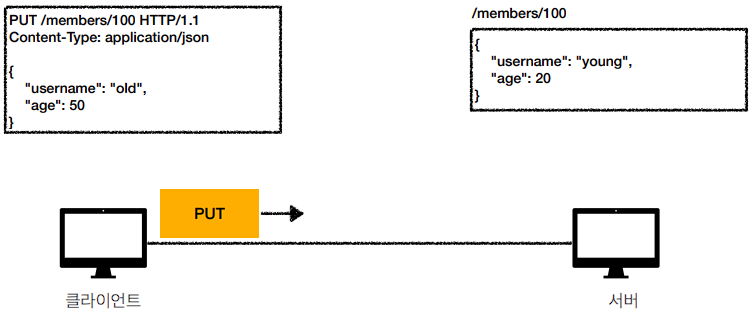 PUT /members/100 HTTP/1.1
Content-Type: application/json
{
"username": "old",
"age": 50
}
/members/100
{
"username": "young",
"age": 20
}
PUT
클라이언트
서버